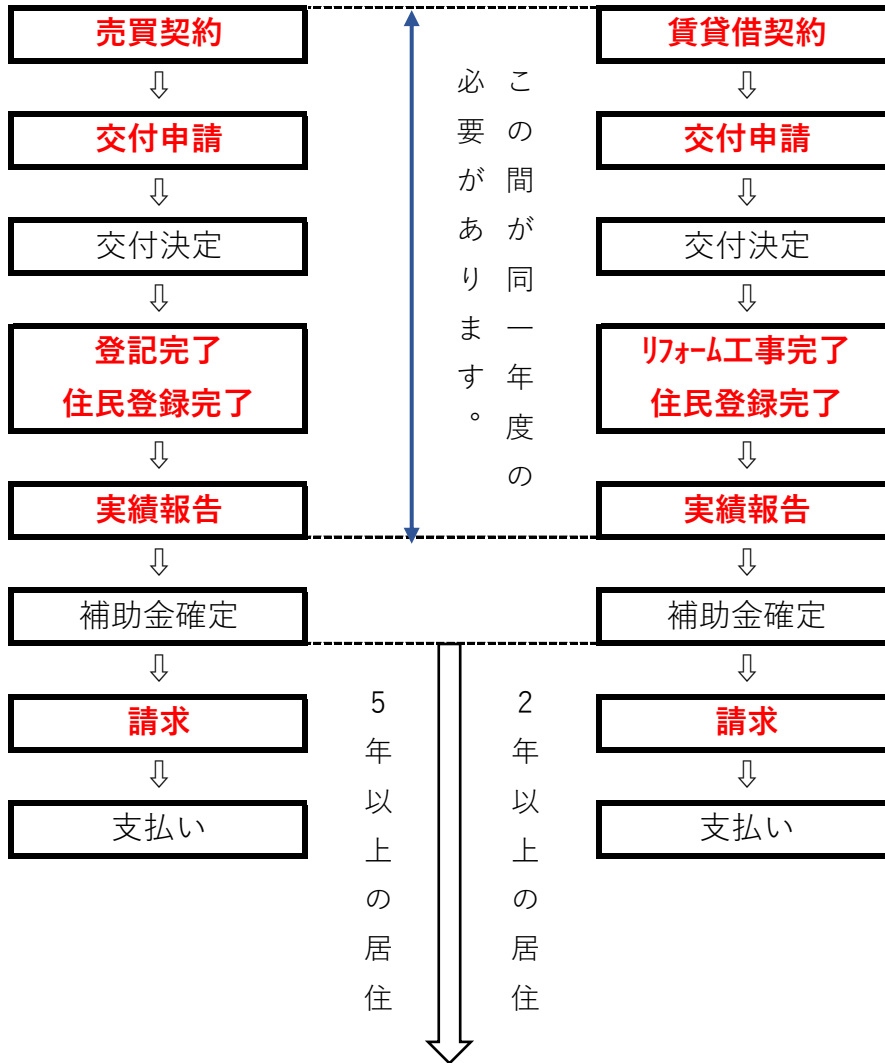 売買契約
⇩
交付申請
⇩
交付決定
⇩
登記完了
住民登録完了
⇩
実績報告
⇩
補助金確定
⇩
請求
⇩
支払い
この間が同一年度の
必要があります。
5年以上の居住
2年以上の居住
賃貸借契約
⇩
交付申請
⇩
交付決定
⇩
ﾘﾌｫｰﾑ工事完了
住民登録完了
⇩
実績報告
⇩
補助金確定
⇩
請求
⇩
支払い